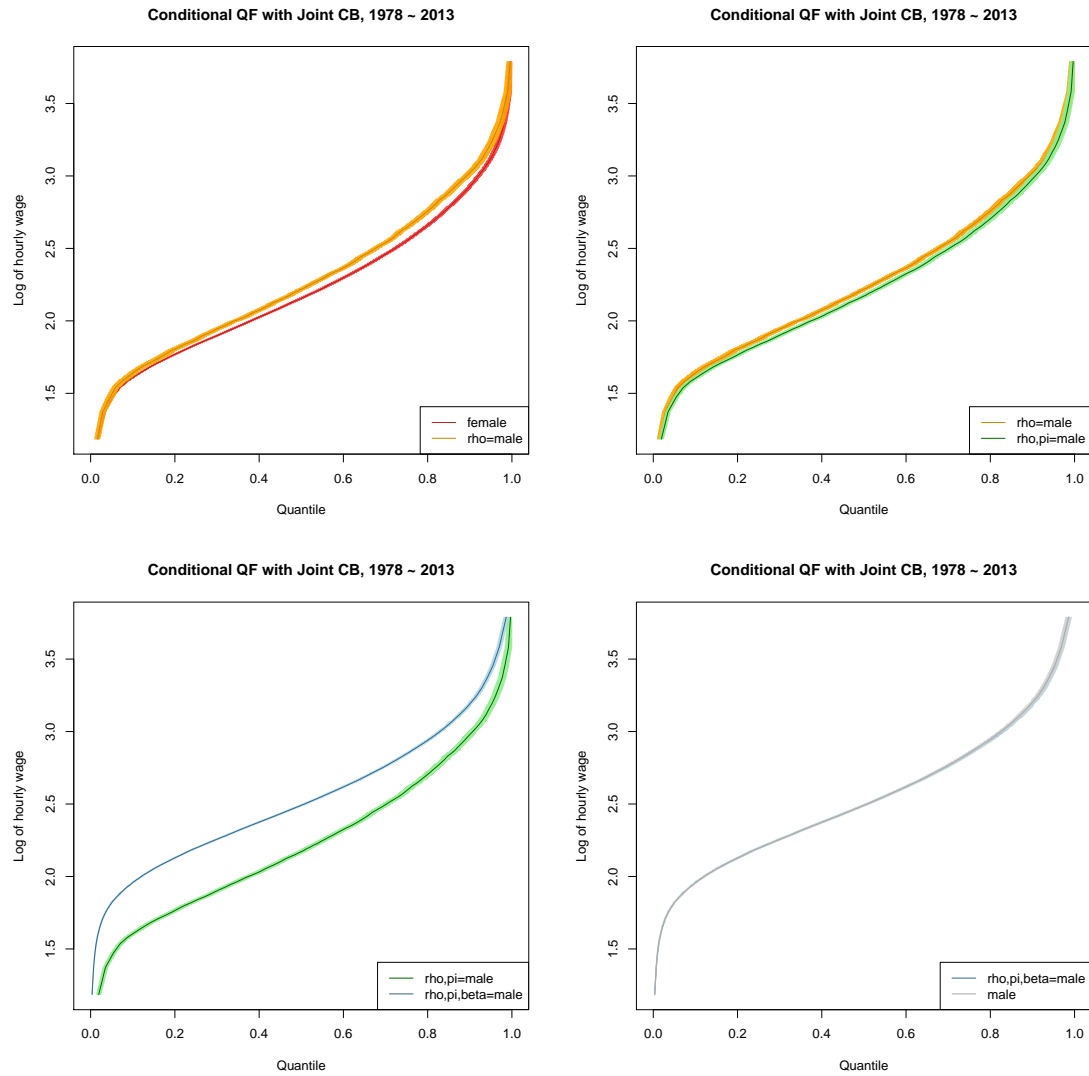 Conditional QF with Joint CB, 1978 ~ 2013
Log of hourly wage
3.5
3.0
2.5
2.0
1.5
female
rho=male
0.0 0.2 0.4 0.6 0.8 1.0
Quantile
Conditional QF with Joint CB, 1978 ~ 2013
Log of hourly wage
3.5
3.0
2.5
2.0
1.5
rho=male
rho,pi=male
0.0 0.2 0.4 0.6 0.8 1.0
Quantile
Conditional QF with Joint CB, 1978 ~ 2013
Log of hourly wage
3.5
3.0
2.5
2.0
1.5
rho,pi=male
rho,pi,beta=male
0.0 0.2 0.4 0.6 0.8 1.0
Quantile
Conditional QF with Joint CB, 1978 ~ 2013
Log of hourly wage
3.5
3.0
2.5
2.0
1.5
rho,pi,beta=male
male
0.0 0.2 0.4 0.6 0.8 1.0
Quantile